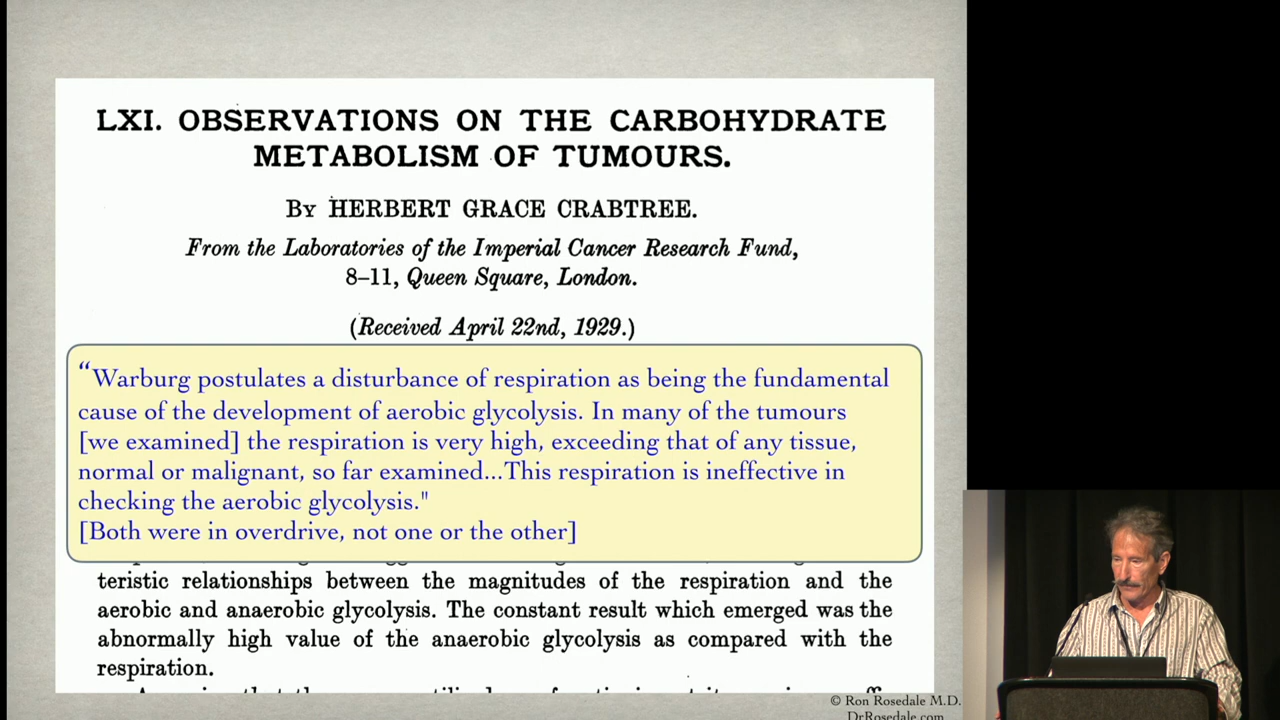 LXI. OBSERVATIONS ON THE CARBOHYDRATE
METABOLISM OF TUMOURS.
By HERBERT GRACE CRABTREE.
From the Laboratories of the Imperial Cancer Research Fund,
8–11, Queen Square, London.
(Received April 22nd, 1929.)
“Warburg postulates a disturbance of respiration as being the fundamental
cause of the development of aerobic glycolysis. In many of the tumours
[we examined] the respiration is very high, exceeding that of any tissue,
normal or malignant, so far examined...This respiration is ineffective in
checking the aerobic glycolysis."
[Both were in overdrive, not one or the other]
teristic relationships between the magnitudes of the respiration and the
aerobic and anaerobic glycolysis. The constant result which emerged was the
abnormally high value of the anaerobic glycolysis as compared with the
respiration.
© Ron Rosedale M.D.
DrRosedale.com